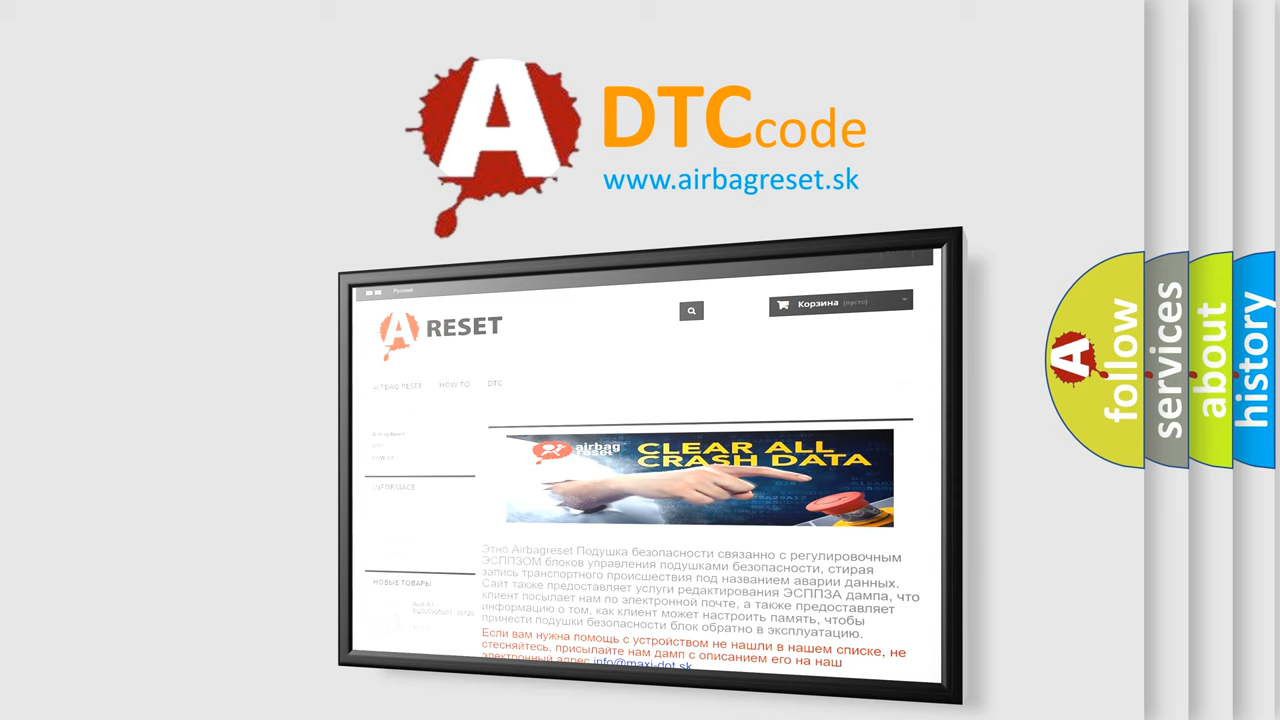 A DTCcode
www.airbagreset.sk
Русский
A RESET
Корзина (пусто)
AIRBAG RESET HOW TO DTC
INFORMACE
НОВЫЕ ТОВАРЫ
airbag
reset
CLEAR ALL
CRASH DATA
Этно Airbagreset Подушка безопасности связанно с регулировочным
ЭСППЗОМ блоков управления подушками безопасности, стирая
запись транспортного происшествия под названием аварии данных.
Сайт также предоставляет услуги редактирования ЭСППЗА дампа, что
клиент посылает нам по электронной почте, а также предоставляет
информацию о том, как клиент может настроить память, чтобы
принести подушки безопасности блок обратно в эксплуатацию.
Если вам нужна помощь с устройством не нашли в нашем списке, не
стесняйтесь, присылайте нам дамп с описанием его на наш
электронный адрес info@maxi-dot.sk
A
follow
services
about
history